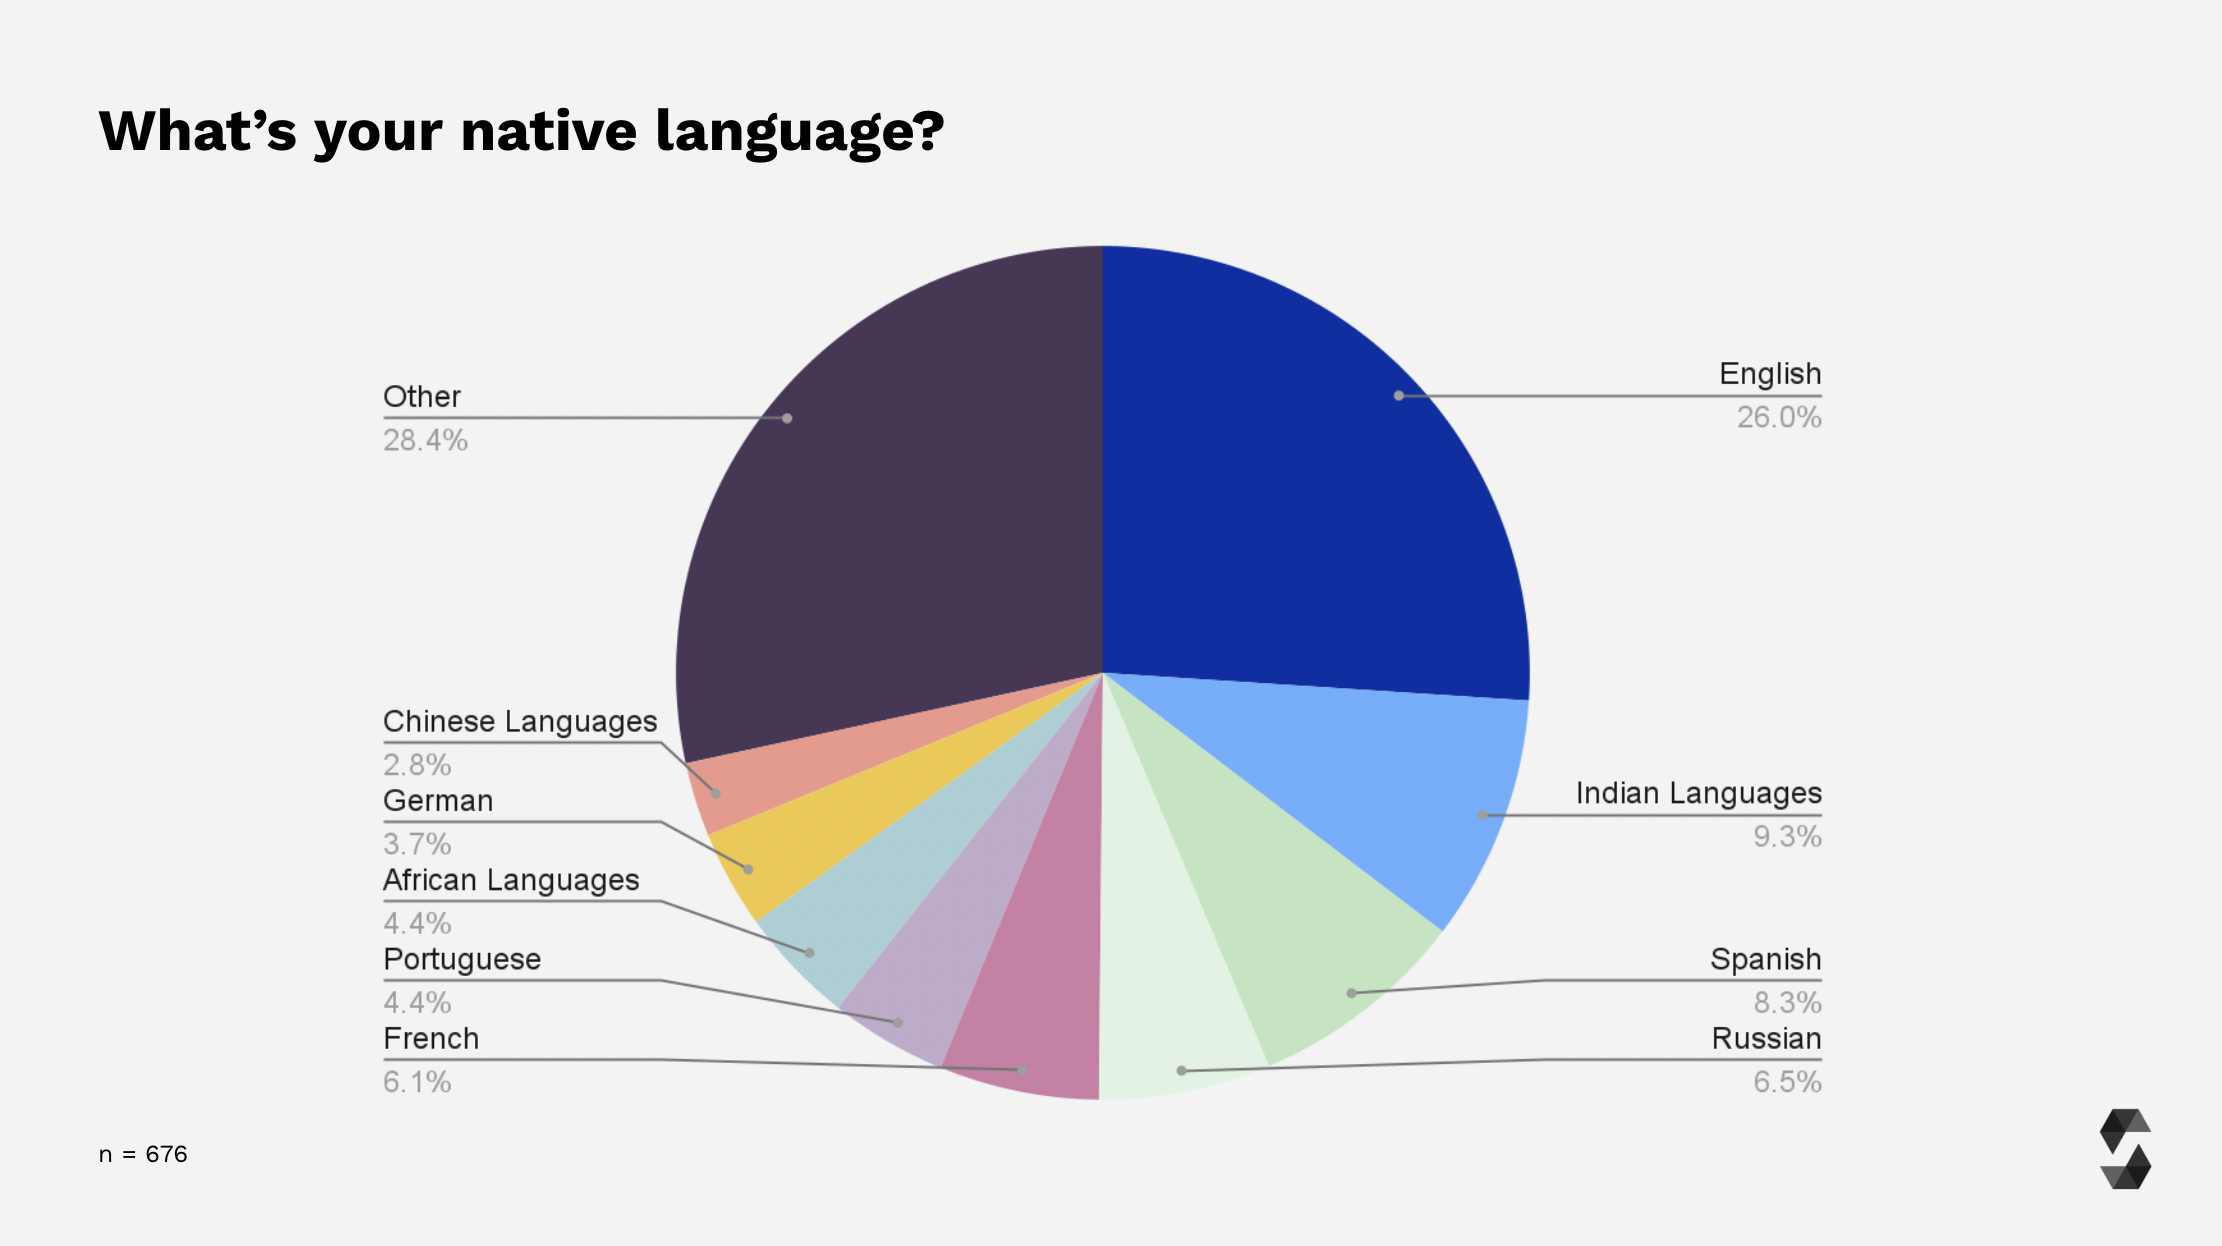 What’s your native language?
Other
28.4%
Chinese Languages
2.8%
German
3.7%
African Languages
4.4%
Portuguese
4.4%
French
6.1%
English
26.0%
Indian Languages
9.3%
Spanish
8.3%
Russian
6.5%
n = 676